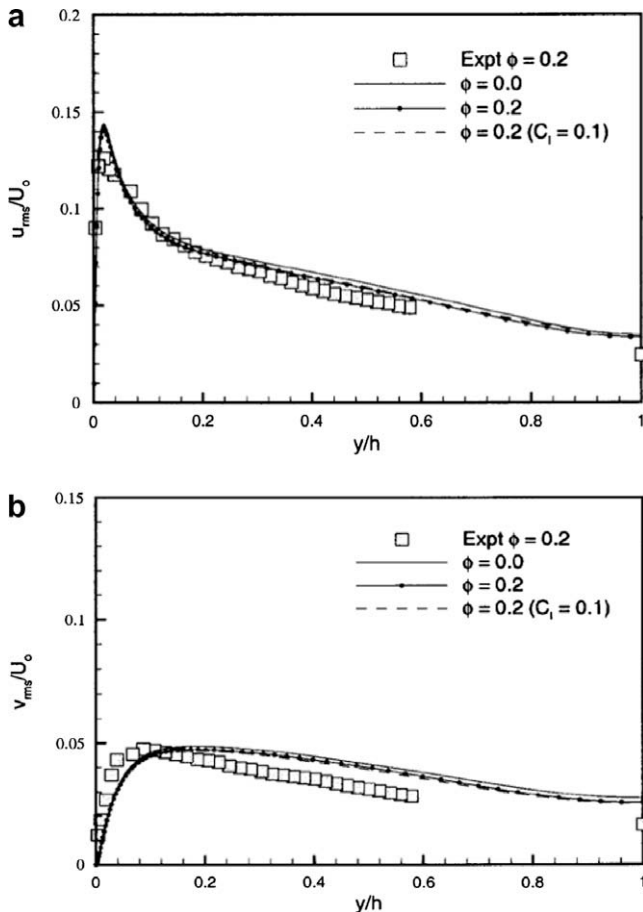 a
0.2
Expt ϕ = 0.2
ϕ = 0.0
0.15
ϕ = 0.2
ϕ = 0.2 (C_l = 0.1)
u_rms/U_o
0.1
0.05
0
0 0.2 0.4 0.6 0.8 1
y/h
b
0.15
Expt ϕ = 0.2
ϕ = 0.0
ϕ = 0.2
ϕ = 0.2 (C_l = 0.1)
0.1
v_rms/U_o
0.05
0
0 0.2 0.4 0.6 0.8 1
y/h